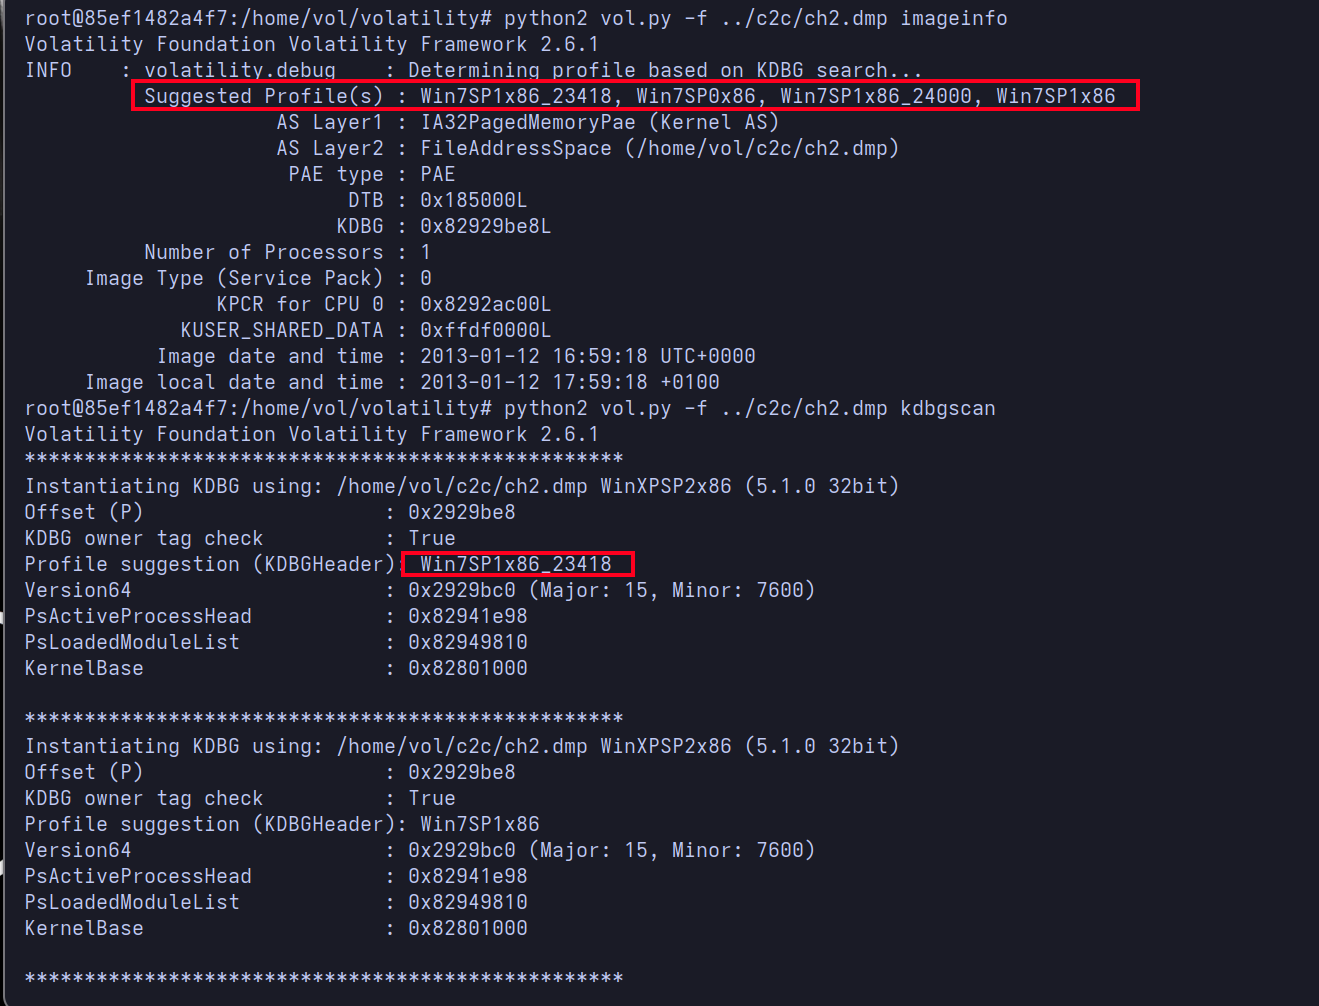 root@85ef1482a4f7:/home/vol/volatility# python2 vol.py -f ../c2c/ch2.dmp imageinfo
Volatility Foundation Volatility Framework 2.6.1
INFO    : volatility.debug    : Determining profile based on KDBG search...
          Suggested Profile(s) : Win7SP1x86_23418, Win7SP0x86, Win7SP1x86_24000, Win7SP1x86
                     AS Layer1 : IA32PagedMemoryPae (Kernel AS)
                     AS Layer2 : FileAddressSpace (/home/vol/c2c/ch2.dmp)
                      PAE type : PAE
                           DTB : 0x185000L
                          KDBG : 0x82929be8L
          Number of Processors : 1
     Image Type (Service Pack) : 0
                KPCR for CPU 0 : 0x8292ac00L
             KUSER_SHARED_DATA : 0xffdf0000L
           Image date and time : 2013-01-12 16:59:18 UTC+0000
     Image local date and time : 2013-01-12 17:59:18 +0100
root@85ef1482a4f7:/home/vol/volatility# python2 vol.py -f ../c2c/ch2.dmp kdbgscan
Volatility Foundation Volatility Framework 2.6.1
**************************************************
Instantiating KDBG using: /home/vol/c2c/ch2.dmp WinXPSP2x86 (5.1.0 32bit)
Offset (P)                    : 0x2929be8
KDBG owner tag check          : True
Profile suggestion (KDBGHeader): Win7SP1x86_23418
Version64                     : 0x2929bc0 (Major: 15, Minor: 7600)
PsActiveProcessHead           : 0x82941e98
PsLoadedModuleList            : 0x82949810
KernelBase                    : 0x82801000

**************************************************
Instantiating KDBG using: /home/vol/c2c/ch2.dmp WinXPSP2x86 (5.1.0 32bit)
Offset (P)                    : 0x2929be8
KDBG owner tag check          : True
Profile suggestion (KDBGHeader): Win7SP1x86
Version64                     : 0x2929bc0 (Major: 15, Minor: 7600)
PsActiveProcessHead           : 0x82941e98
PsLoadedModuleList            : 0x82949810
KernelBase                    : 0x82801000

**************************************************